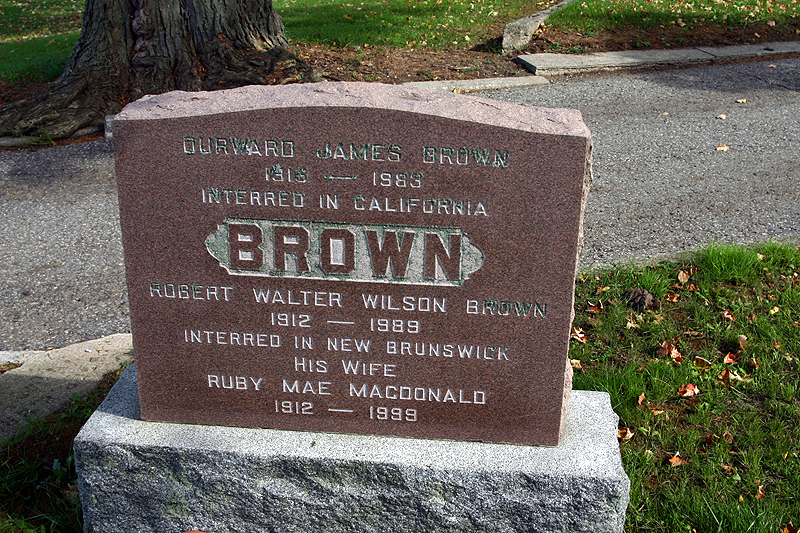 DURWARD JAMES BROWN
1913 — 1983
INTERRED IN CALIFORNIA
BROWN
ROBERT WALTER WILSON BROWN
1912 — 1989
INTERRED IN NEW BRUNSWICK
HIS WIFE
RUBY MAE MACDONALD
1912 — 1999